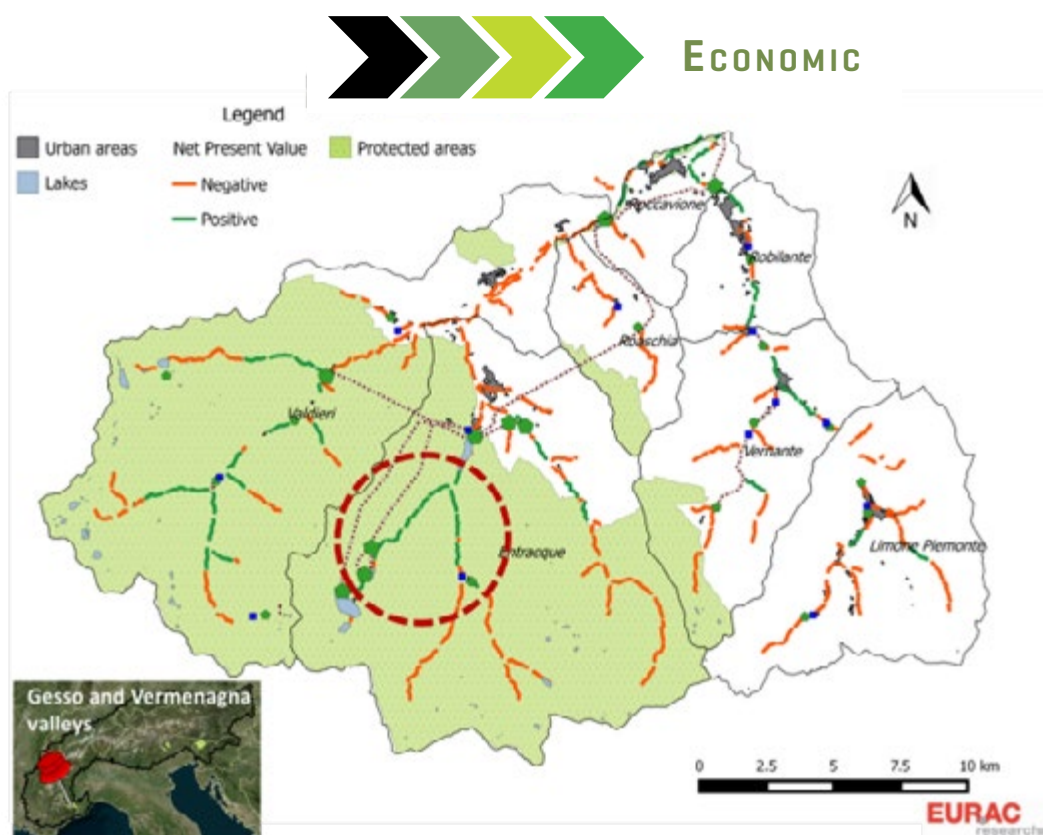 ECONOMIC
Legend
Urban areas
Net Present Value
Protected areas
Lakes
Negative
Positive
N
Roccavione
Robilante
Roaschia
Valdieri
Vernante
Entracque
Limone Piemonte
Gesso and Vermenagna
valleys
0 2.5 5 7.5 10 km
EURAC
research